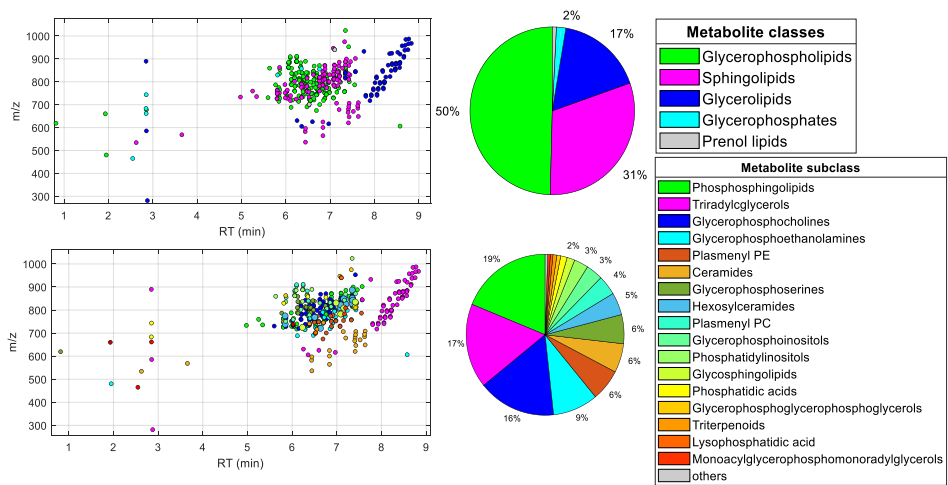 1000
900
800
700
600
500
400
300
m/z
1 2 3 4 5 6 7 8 9
RT (min)
2%
17%
50%
31%
Metabolite classes
Glycerophospholipids
Sphingolipids
Glycerolipids
Glycerophosphates
Prenol lipids
1000
900
800
700
600
500
400
300
m/z
1 2 3 4 5 6 7 8 9
RT (min)
19%
2%
3%
3%
4%
5%
6%
6%
6%
9%
16%
17%
Metabolite subclass
Phosphosphingolipids
Triradylcglycerols
Glycerophosphocholines
Glycerophosphoethanolamines
Plasmenyl PE
Ceramides
Glycerophosphoserines
Hexosylceramides
Plasmenyl PC
Glycerophosphoinositols
Phosphatidylinositols
Glycosphingolipids
Phosphatidic acids
Glycerophosphoglycerophosphoglycerols
Triterpenoids
Lysophosphatidic acid
Monoacylglycerophosphomonoradylglycerols
others